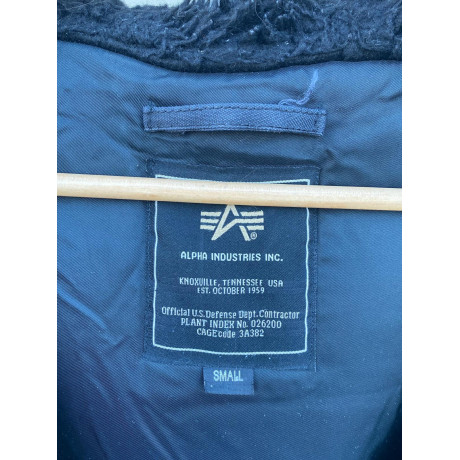 ®
ALPHA INDUSTRIES INC.
KNOXVILLE, TENNESSEE USA
EST. OCTOBER 1959
Official U.S. Defense Dept. Contractor
PLANT INDEX No. 026200
CAGE code 3A382
SMALL